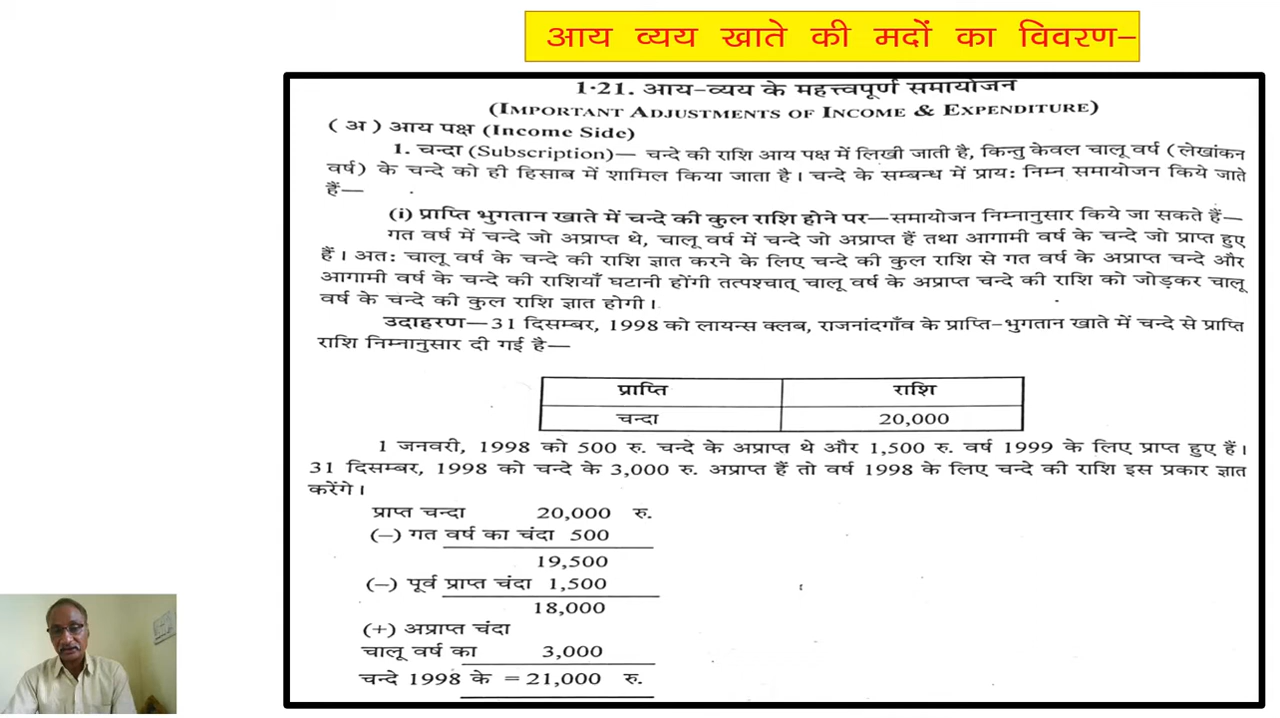 आय व्यय खाते की मदों का विवरण–
1·21. आय-व्यय के महत्त्वपूर्ण समायोजन
(IMPORTANT ADJUSTMENTS OF INCOME & EXPENDITURE)
( अ ) आय पक्ष (Income Side)
1. चन्दा (Subscription)— चन्दे की राशि आय पक्ष में लिखी जाती है, किन्तु केवल चालू वर्ष (लेखांकन
वर्ष) के चन्दे को ही हिसाब में शामिल किया जाता है। चन्दे के सम्बन्ध में प्राय: निम्न समायोजन किये जाते
हैं—
(i) प्राप्ति भुगतान खाते में चन्दे की कुल राशि होने पर—समायोजन निम्नानुसार किये जा सकते हैं—
गत वर्ष में चन्दे जो अप्राप्त थे, चालू वर्ष में चन्दे जो अप्राप्त हैं तथा आगामी वर्ष के चन्दे जो प्राप्त हुए
हैं। अत: चालू वर्ष के चन्दे की राशि ज्ञात करने के लिए चन्दे की कुल राशि से गत वर्ष के अप्राप्त चन्दे और
आगामी वर्ष के चन्दे की राशियाँ घटानी होंगी तत्पश्चात् चालू वर्ष के अप्राप्त चन्दे की राशि को जोड़कर चालू
वर्ष के चन्दे की कुल राशि ज्ञात होगी।
उदाहरण—31 दिसम्बर, 1998 को लायन्स क्लब, राजनांदगाँव के प्राप्ति-भुगतान खाते में चन्दे से प्राप्ति
राशि निम्नानुसार दी गई है—
प्राप्ति राशि
चन्दा 20,000
1 जनवरी, 1998 को 500 रु. चन्दे के अप्राप्त थे और 1,500 रु. वर्ष 1999 के लिए प्राप्त हुए हैं।
31 दिसम्बर, 1998 को चन्दे के 3,000 रु. अप्राप्त हैं तो वर्ष 1998 के लिए चन्दे की राशि इस प्रकार ज्ञात
करेंगे।
प्राप्त चन्दा 20,000 रु.
(–) गत वर्ष का चंदा 500
19,500
(–) पूर्व प्राप्त चंदा 1,500
18,000
(+) अप्राप्त चंदा
चालू वर्ष का 3,000
चन्दे 1998 के = 21,000 रु.